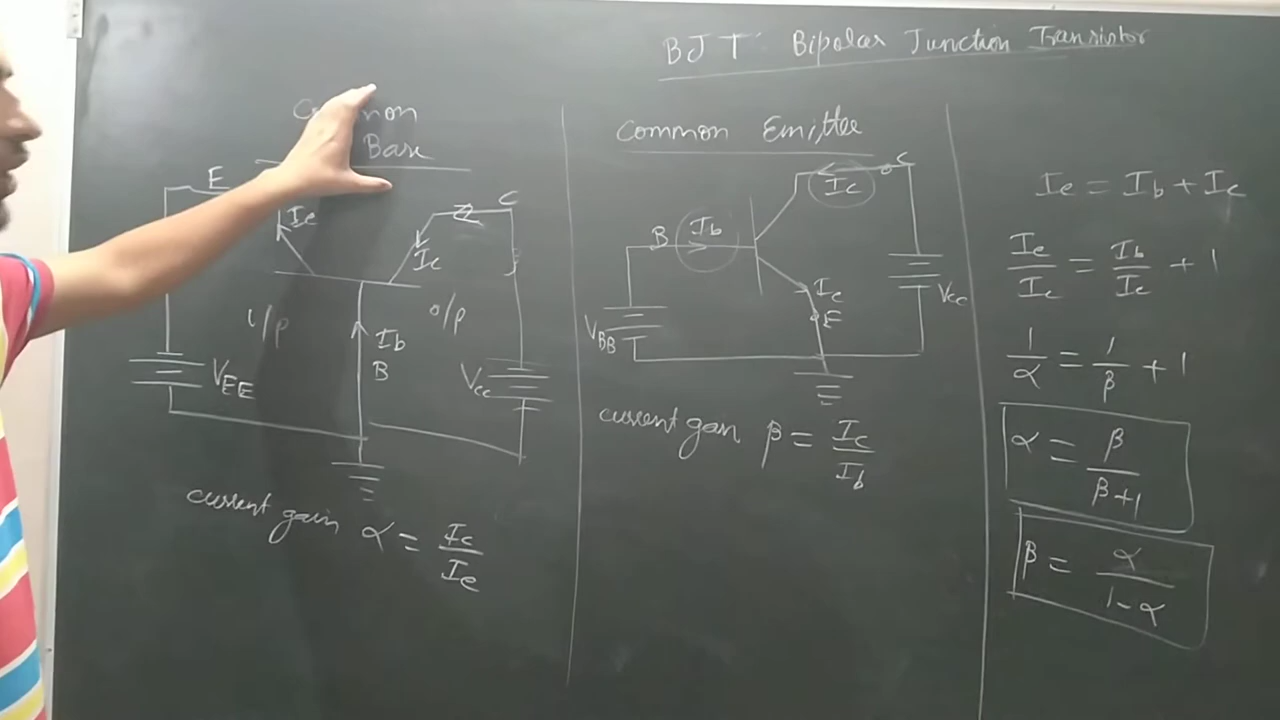 BJT: Bipolar Junction Transistor
Base
E
Ie
C
Ic
i/p
o/p
Ib
B
VEE
Vcc
current gain α = Ic/Ie
Common Emitter
B
Ib
Ic
C
Ie
E
VBB
Vcc
current gain β = Ic/Ib
Ie = Ib + Ic
Ie/Ic = Ib/Ic + 1
1/α = 1/β + 1
α = β/β+1
β = α/1-α